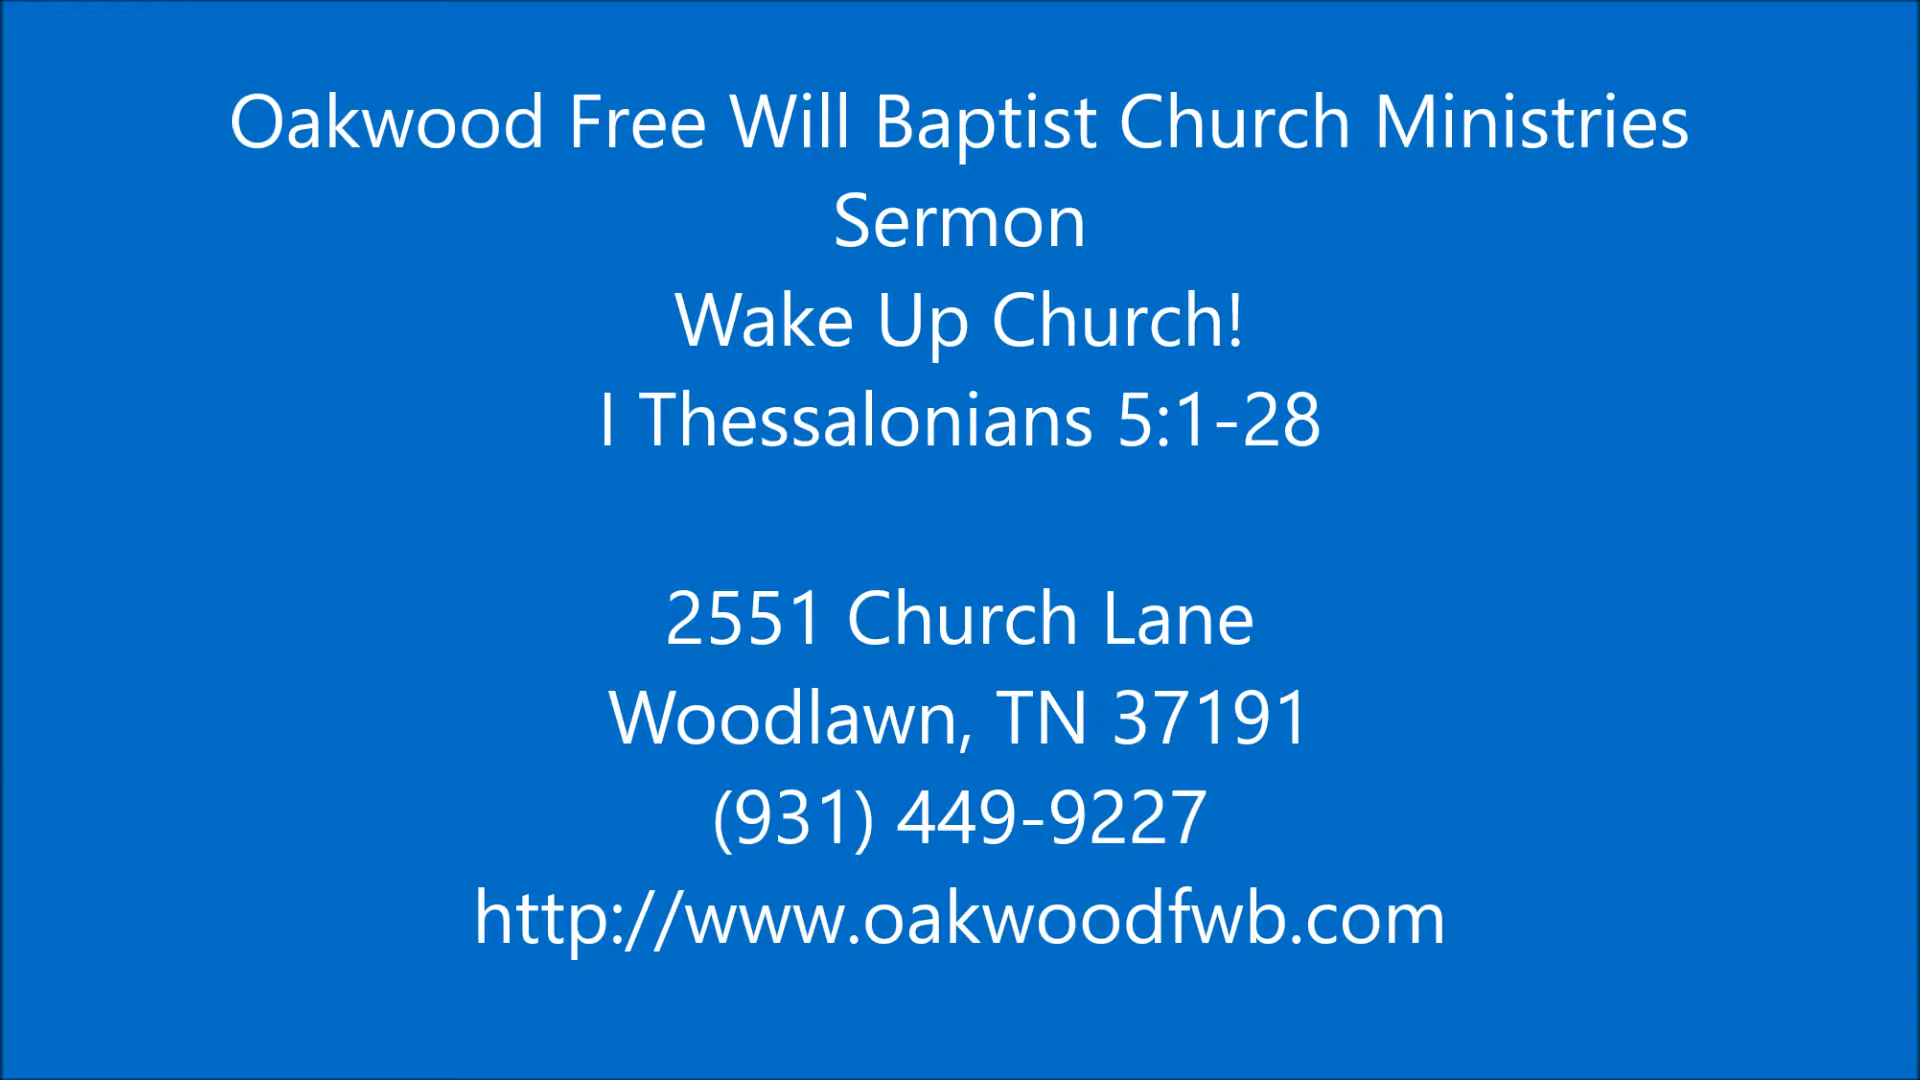 Oakwood Free Will Baptist Church Ministries
Sermon
Wake Up Church!
I Thessalonians 5:1-28
2551 Church Lane
Woodlawn, TN 37191
(931) 449-9227
http://www.oakwoodfwb.com